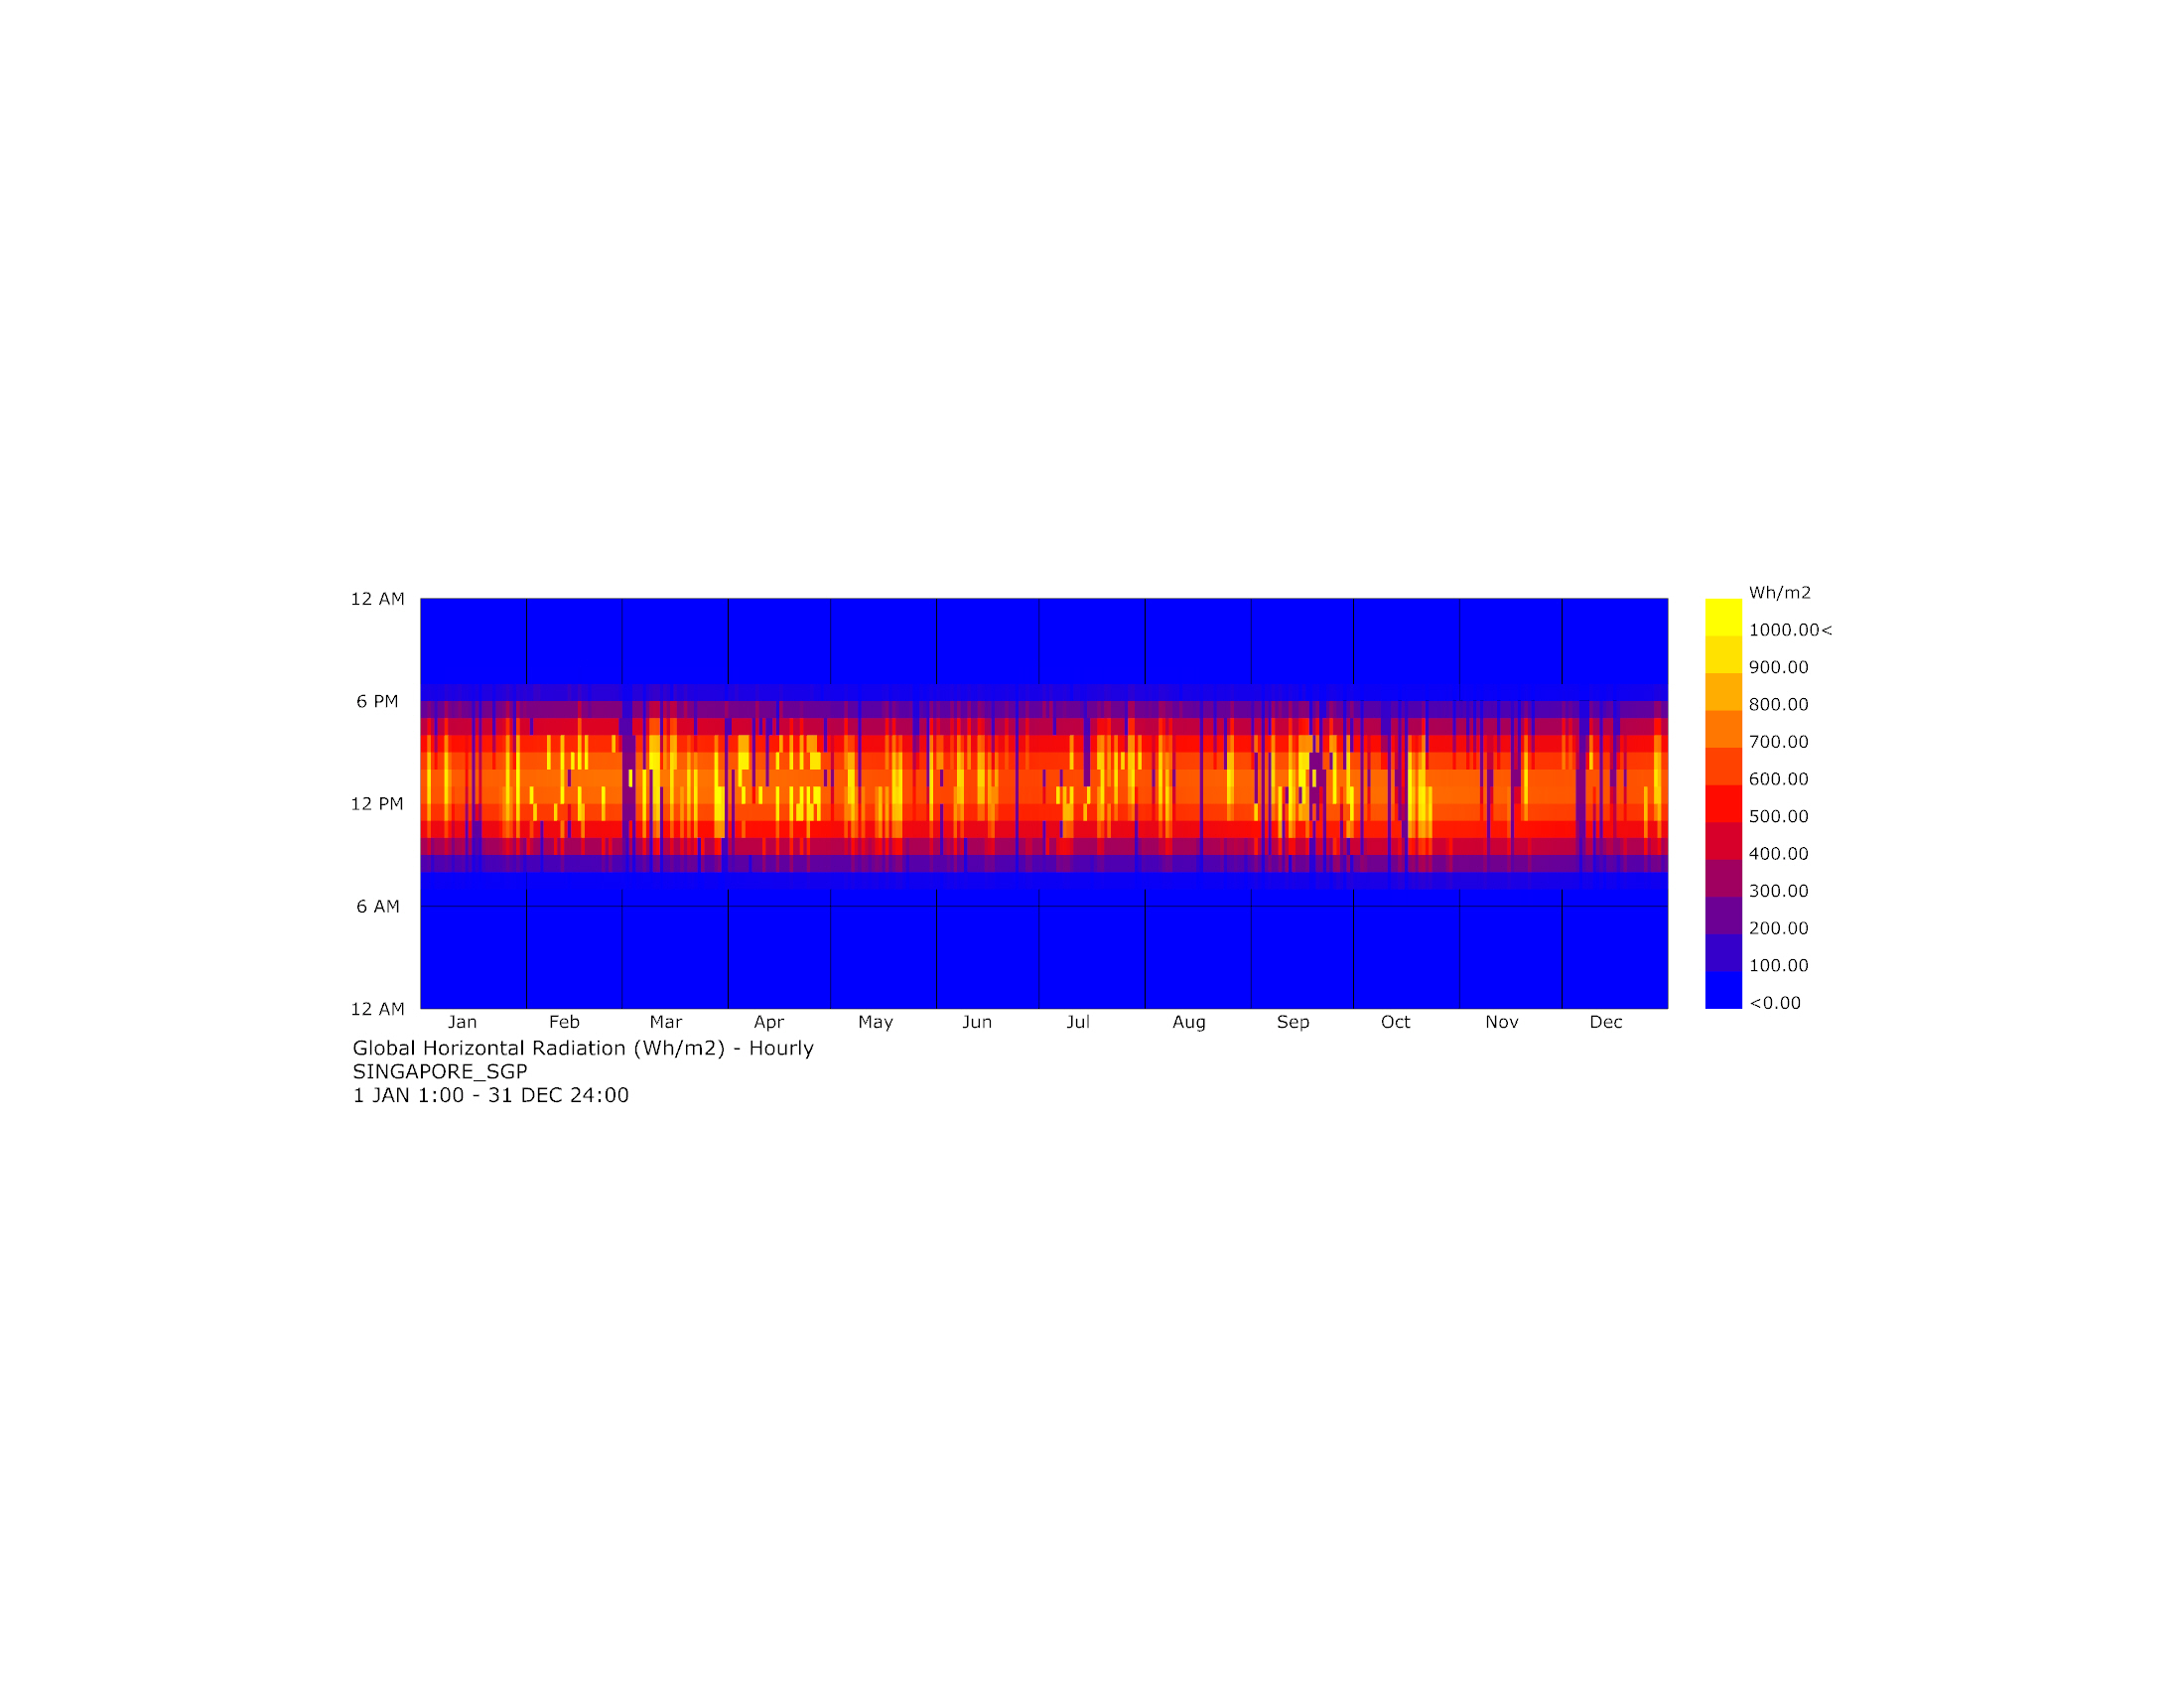 12 AM
6 PM
12 PM
6 AM
12 AM
Jan Feb Mar Apr May Jun Jul Aug Sep Oct Nov Dec
Wh/m2
1000.00<
900.00
800.00
700.00
600.00
500.00
400.00
300.00
200.00
100.00
<0.00
Global Horizontal Radiation (Wh/m2) - Hourly
SINGAPORE_SGP
1 JAN 1:00 - 31 DEC 24:00